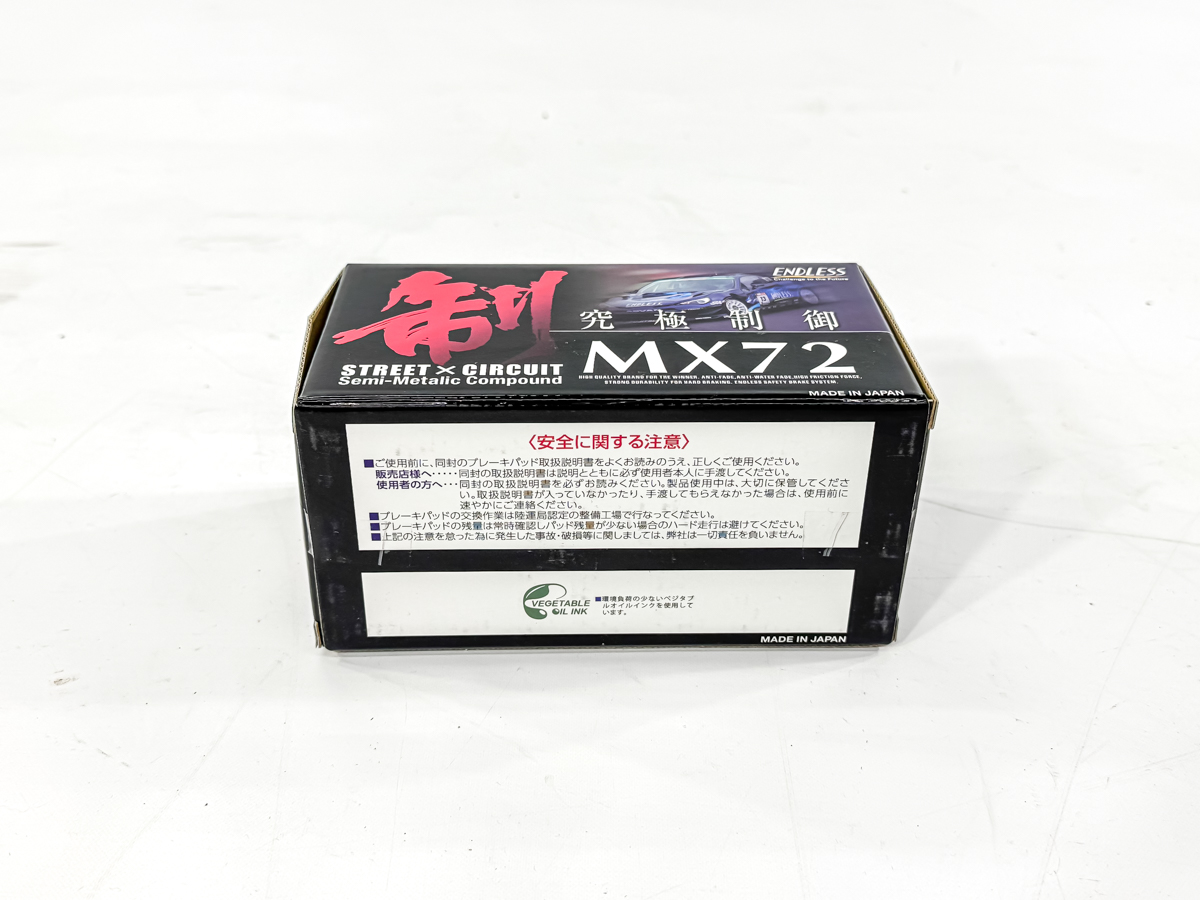 制
ENDLESS
Challenge to the Future
究極制御
STREET × CIRCUIT
Semi-Metalic Compound
MX72
HIGH QUALITY BRAND FOR THE WINNER. ANTI-FADE, ANTI-WATER FADE, HIGH FRICTION FORCE,
STRONG DURABILITY FOR HARD BRAKING. ENDLESS SAFETY BRAKE SYSTEM.
MADE IN JAPAN
〈安全に関する注意〉
■ご使用前に、同封のブレーキパッド取扱説明書をよくお読みのうえ、正しくご使用ください。
販売店様へ・・・・・同封の取扱説明書は説明とともに必ず使用者本人に手渡してください。
使用者の方へ・・・同封の取扱説明書を必ずお読みください。製品使用中は、大切に保管してくださ
い。取扱説明書が入っていなかったり、手渡してもらえなかった場合は、使用前に
速やかにご連絡ください。
■ブレーキパッドの交換作業は陸運局認定の整備工場で行なってください。
■ブレーキパッドの残量は常時確認しパッド残量が少ない場合のハード走行は避けてください。
■上記の注意を怠った為に発生した事故・破損等に関しましては、弊社は一切責任を負いません。
VEGETABLE
OIL INK
■環境負荷の少ないベジタブ
ルオイルインクを使用して
います。
MADE IN JAPAN